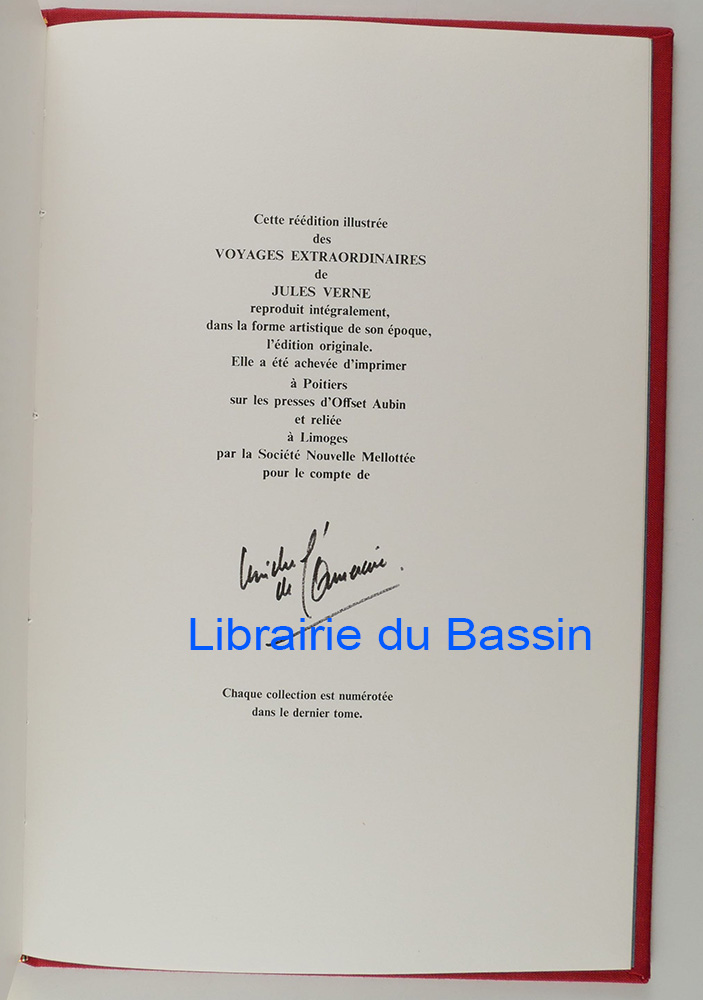 Cette réédition illustrée
des
VOYAGES EXTRAORDINAIRES
de
JULES VERNE
reproduit intégralement,
dans la forme artistique de son époque,
l'édition originale.
Elle a été achevée d'imprimer
à Poitiers
sur les presses d'Offset Aubin
et reliée
à Limoges
par la Société Nouvelle Mellottée
pour le compte de
de
Librairie du Bassin
Chaque collection est numérotée
dans le dernier tome.